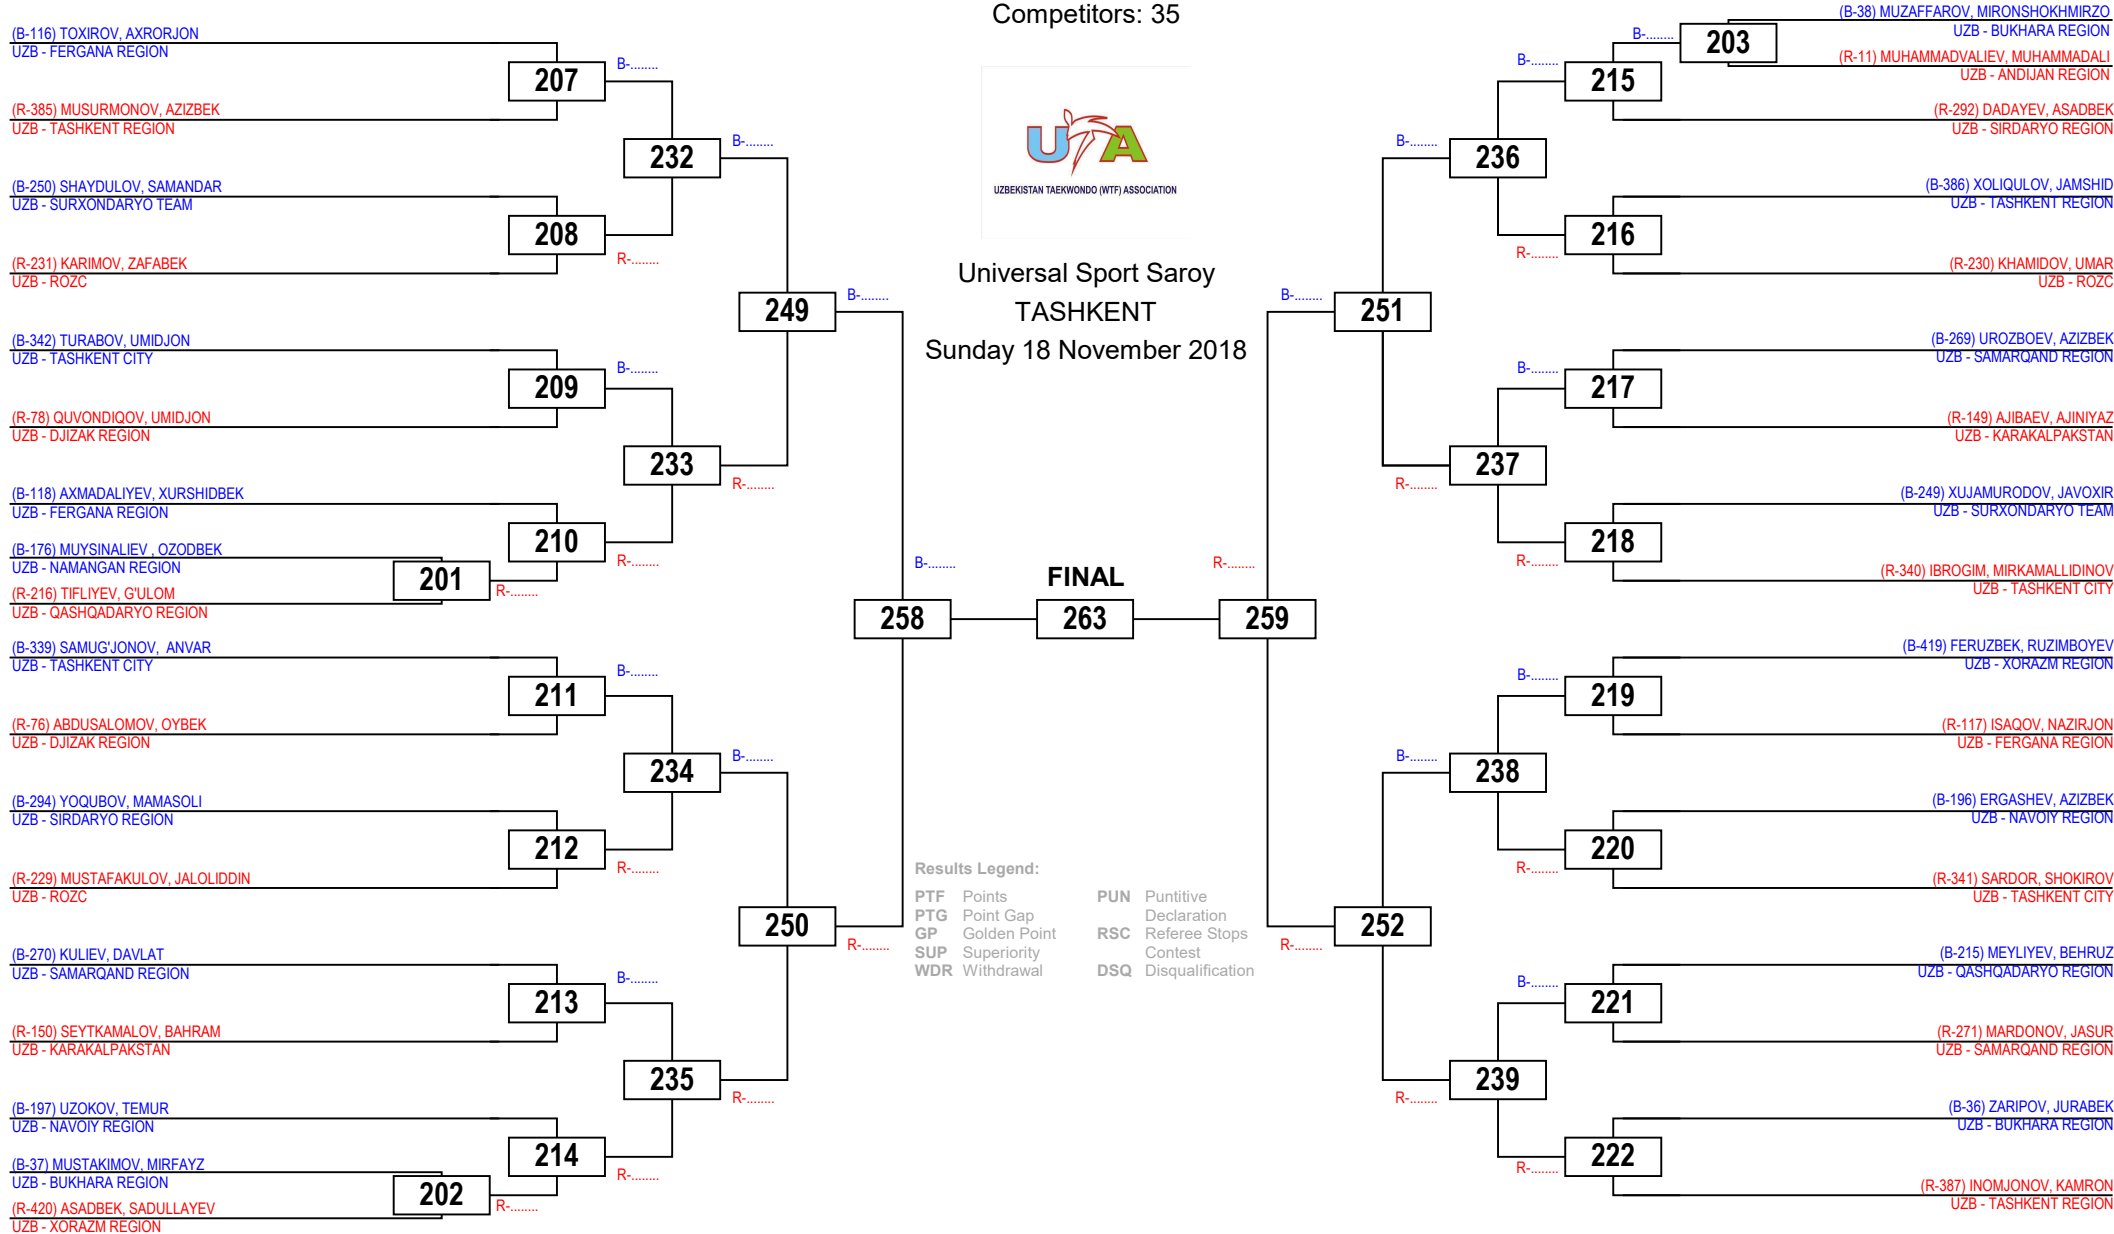 Competitors: 35
UTA
UZBEKISTAN TAEKWONDO (WTF) ASSOCIATION
Universal Sport Saroy
TASHKENT
Sunday 18 November 2018
(B-116) TOXIROV, AXRORJON
UZB - FERGANA REGION
207
B-........
(R-385) MUSURMONOV, AZIZBEK
UZB - TASHKENT REGION
232
B-........
(B-250) SHAYDULOV, SAMANDAR
UZB - SURXONDARYO TEAM
208
R-........
(R-231) KARIMOV, ZAFABEK
UZB - ROZC
249
B-........
(B-342) TURABOV, UMIDJON
UZB - TASHKENT CITY
209
B-........
(R-78) QUVONDIQOV, UMIDJON
UZB - DJIZAK REGION
233
R-........
(B-118) AXMADALIYEV, XURSHIDBEK
UZB - FERGANA REGION
210
R-........
(B-176) MUYSINALIEV , OZODBEK
UZB - NAMANGAN REGION
201
R-........
(R-216) TIFLIYEV, G'ULOM
UZB - QASHQADARYO REGION
B-........
258
(B-339) SAMUG'JONOV,  ANVAR
UZB - TASHKENT CITY
211
B-........
(R-76) ABDUSALOMOV, OYBEK
UZB - DJIZAK REGION
234
B-........
(B-294) YOQUBOV, MAMASOLI
UZB - SIRDARYO REGION
212
R-........
(R-229) MUSTAFAKULOV, JALOLIDDIN
UZB - ROZC
250
R-........
(B-270) KULIEV, DAVLAT
UZB - SAMARQAND REGION
213
B-........
(R-150) SEYTKAMALOV, BAHRAM
UZB - KARAKALPAKSTAN
235
R-........
(B-197) UZOKOV, TEMUR
UZB - NAVOIY REGION
214
R-........
(B-37) MUSTAKIMOV, MIRFAYZ
UZB - BUKHARA REGION
202
R-........
(R-420) ASADBEK, SADULLAYEV
UZB - XORAZM REGION
FINAL
263
Results Legend:
PTF Points
PTG Point Gap
GP Golden Point
SUP Superiority
WDR Withdrawal
PUN Puntitive
Declaration
RSC Referee Stops
Contest
DSQ Disqualification
(B-38) MUZAFFAROV, MIRONSHOKHMIRZO
UZB - BUKHARA REGION
203
B-........
(R-11) MUHAMMADVALIEV, MUHAMMADALI
UZB - ANDIJAN REGION
215
B-........
(R-292) DADAYEV, ASADBEK
UZB - SIRDARYO REGION
236
B-........
(B-386) XOLIQULOV, JAMSHID
UZB - TASHKENT REGION
216
R-........
(R-230) KHAMIDOV, UMAR
UZB - ROZC
251
B-........
(B-269) UROZBOEV, AZIZBEK
UZB - SAMARQAND REGION
217
B-........
(R-149) AJIBAEV, AJINIYAZ
UZB - KARAKALPAKSTAN
237
R-........
(B-249) XUJAMURODOV, JAVOXIR
UZB - SURXONDARYO TEAM
218
R-........
(R-340) IBROGIM, MIRKAMALLIDINOV
UZB - TASHKENT CITY
R-........
259
(B-419) FERUZBEK, RUZIMBOYEV
UZB - XORAZM REGION
219
B-........
(R-117) ISAQOV, NAZIRJON
UZB - FERGANA REGION
238
B-........
(B-196) ERGASHEV, AZIZBEK
UZB - NAVOIY REGION
220
R-........
(R-341) SARDOR, SHOKIROV
UZB - TASHKENT CITY
252
R-........
(B-215) MEYLIYEV, BEHRUZ
UZB - QASHQADARYO REGION
221
B-........
(R-271) MARDONOV, JASUR
UZB - SAMARQAND REGION
239
R-........
(B-36) ZARIPOV, JURABEK
UZB - BUKHARA REGION
222
R-........
(R-387) INOMJONOV, KAMRON
UZB - TASHKENT REGION